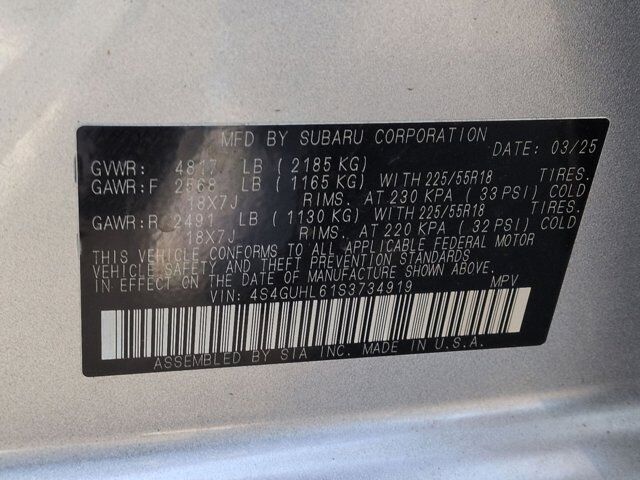 MFD BY SUBARU CORPORATION DATE: 03/25
GVWR: 4817 LB (2185 KG)
GAWR:F 2568 LB (1165 KG) WITH 225/55R18 TIRES.
18X7J RIMS. AT 230 KPA (33 PSI) COLD
GAWR:R 2491 LB (1130 KG) WITH 225/55R18 TIRES.
18X7J RIMS. AT 220 KPA (32 PSI) COLD
THIS VEHICLE CONFORMS TO ALL APPLICABLE FEDERAL MOTOR
VEHICLE SAFETY AND THEFT PREVENTION STANDARDS
IN EFFECT ON THE DATE OF MANUFACTURE SHOWN ABOVE.
VIN: 4S4GUHL61S3734919 MPV
ASSEMBLED BY SIA INC. MADE IN U.S.A.